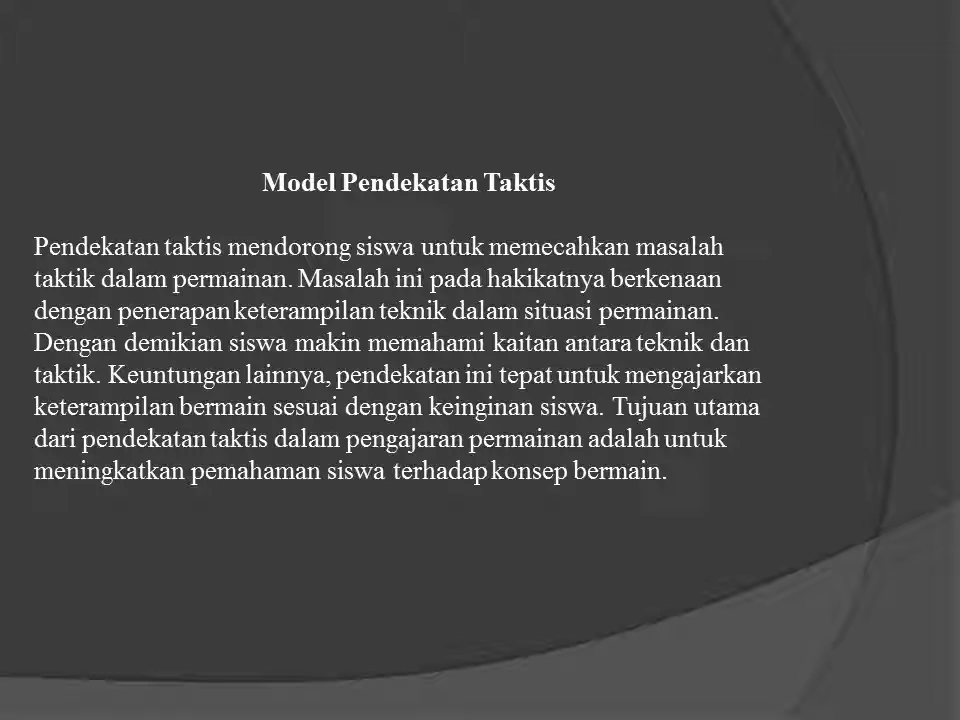 Model Pendekatan Taktis
Pendekatan taktis mendorong siswa untuk memecahkan masalah
taktik dalam permainan. Masalah ini pada hakikatnya berkenaan
dengan penerapan keterampilan teknik dalam situasi permainan.
Dengan demikian siswa makin memahami kaitan antara teknik dan
taktik. Keuntungan lainnya, pendekatan ini tepat untuk mengajarkan
keterampilan bermain sesuai dengan keinginan siswa. Tujuan utama
dari pendekatan taktis dalam pengajaran permainan adalah untuk
meningkatkan pemahaman siswa terhadap konsep bermain.